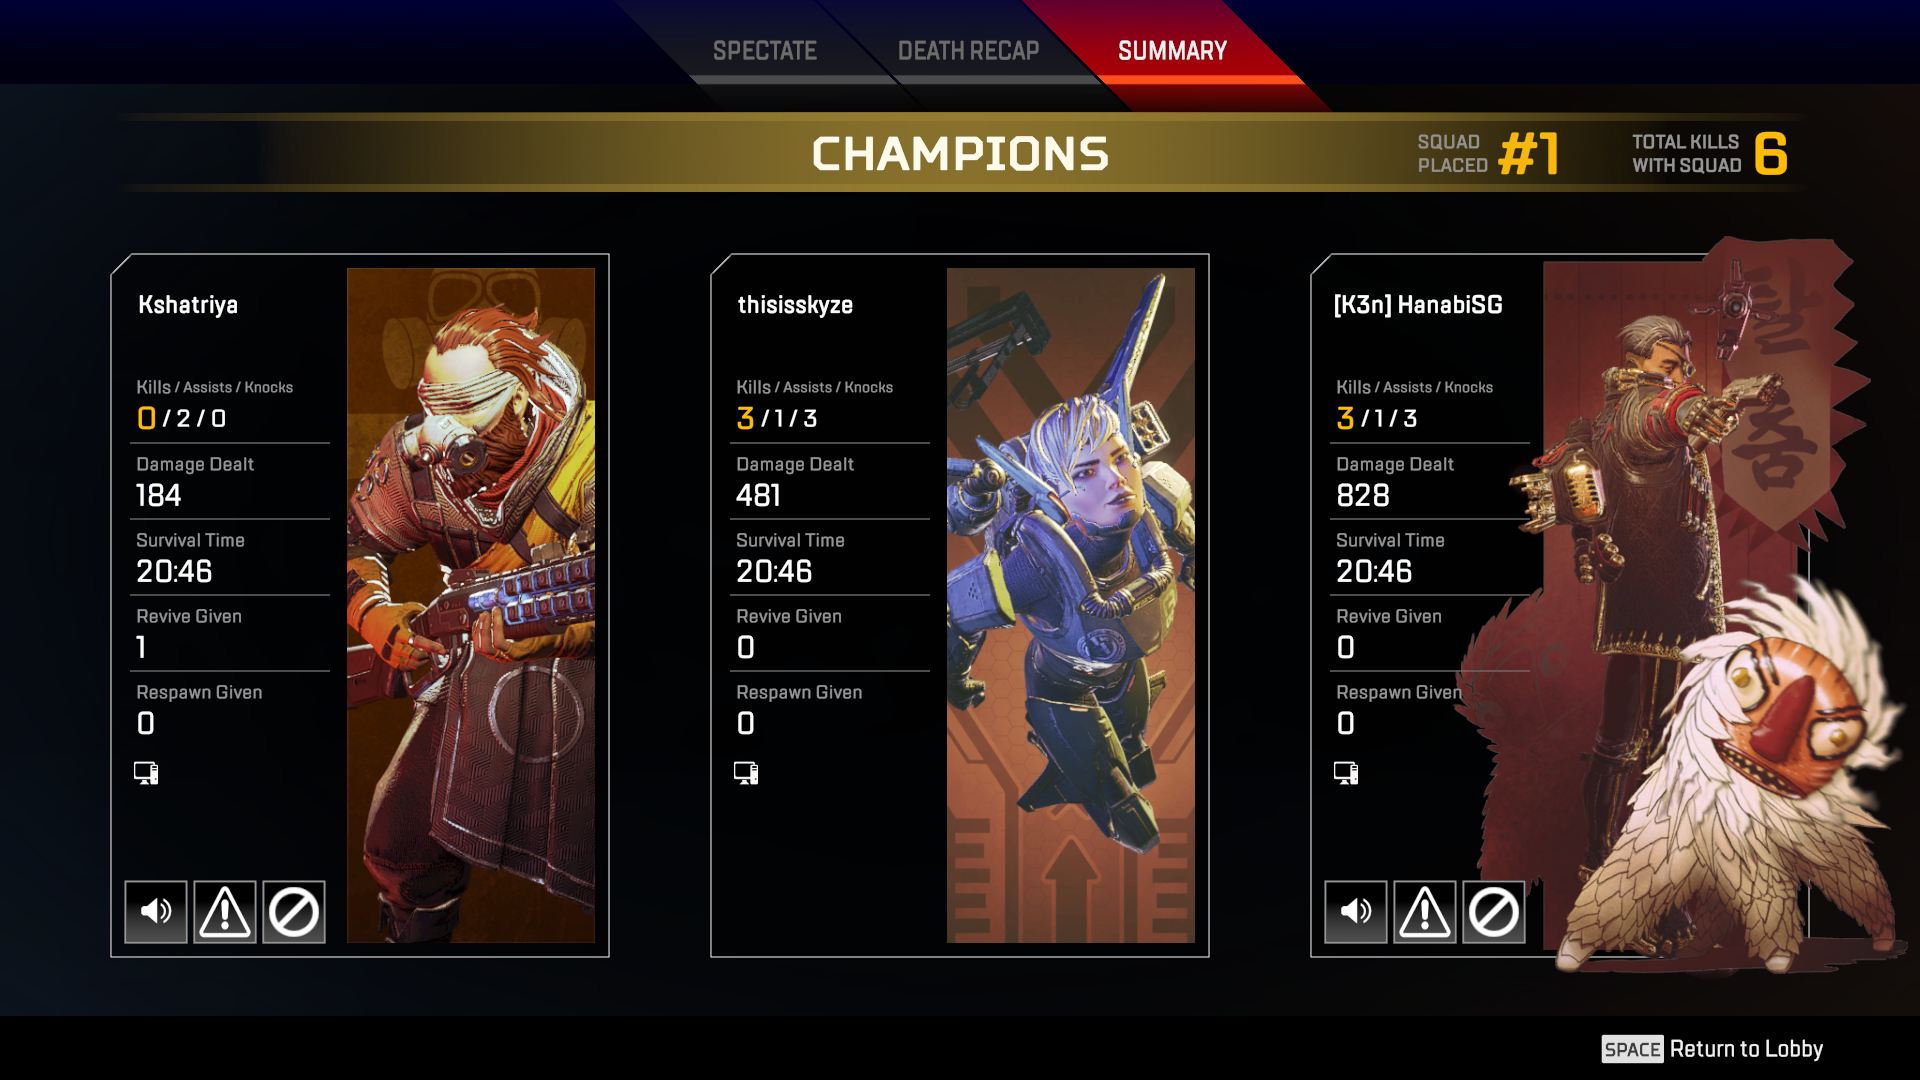 SPECTATE
DEATH RECAP
SUMMARY
CHAMPIONS
SQUAD
PLACED
#1
TOTAL KILLS
WITH SQUAD
6
Kshatriya
Kills / Assists / Knocks
0 / 2 / 0
Damage Dealt
184
Survival Time
20:46
Revive Given
1
Respawn Given
0
thisisskyze
Kills / Assists / Knocks
3 / 1 / 3
Damage Dealt
481
Survival Time
20:46
Revive Given
0
Respawn Given
0
[K3n] HanabiSG
Kills / Assists / Knocks
3 / 1 / 3
Damage Dealt
828
Survival Time
20:46
Revive Given
0
Respawn Given
0
탈
춤
SPACE Return to Lobby